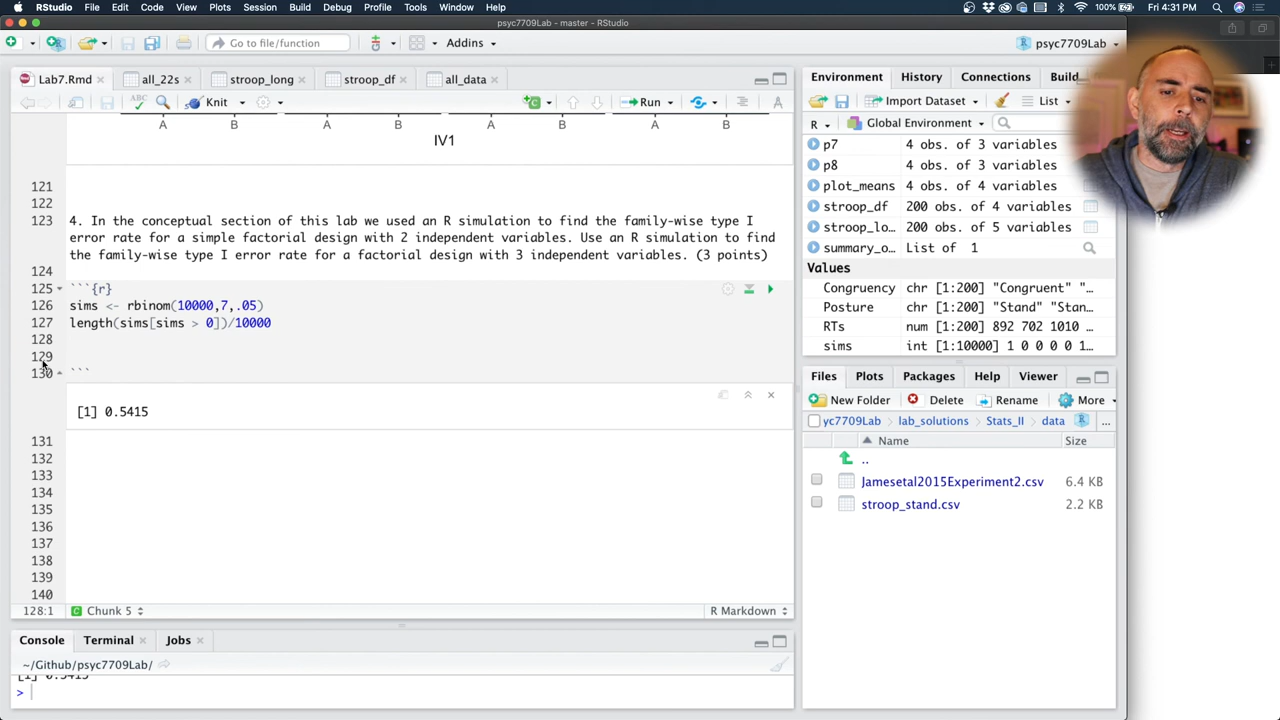 RStudio File Edit Code View Plots Session Build Debug Profile Tools Window Help 100% Fri 4:31 PM
psyc7709Lab - master - RStudio
Go to file/function Addins psyc7709Lab
Lab7.Rmd all_22s stroop_long stroop_df all_data
ABC Knit Run
A B A B A B A B
IV1
121
122
123 4. In the conceptual section of this lab we used an R simulation to find the family-wise type I
error rate for a simple factorial design with 2 independent variables. Use an R simulation to find
the family-wise type I error rate for a factorial design with 3 independent variables. (3 points)
124
125 ```{r}
126 sims <- rbinom(10000,7,.05)
127 length(sims[sims > 0])/10000
128
129
130 ```
[1] 0.5415
131
132
133
134
135
136
137
138
139
140
128:1 Chunk 5 R Markdown
Console Terminal Jobs
~/Github/psyc7709Lab/
[1] 0.5415
>
Environment History Connections Build
Import Dataset List
R Global Environment
p7 4 obs. of 3 variables
p8 4 obs. of 3 variables
plot_means 4 obs. of 4 variables
stroop_df 200 obs. of 4 variables
stroop_lo… 200 obs. of 5 variables
summary_o… List of 1
Values
Congruency chr [1:200] "Congruent" "…
Posture chr [1:200] "Stand" "Stan…
RTs num [1:200] 892 702 1010 …
sims int [1:10000] 1 0 0 0 0 1…
Files Plots Packages Help Viewer
New Folder Delete Rename More
yc7709Lab lab_solutions Stats_II data ...
Name Size
..
Jamesetal2015Experiment2.csv 6.4 KB
stroop_stand.csv 2.2 KB